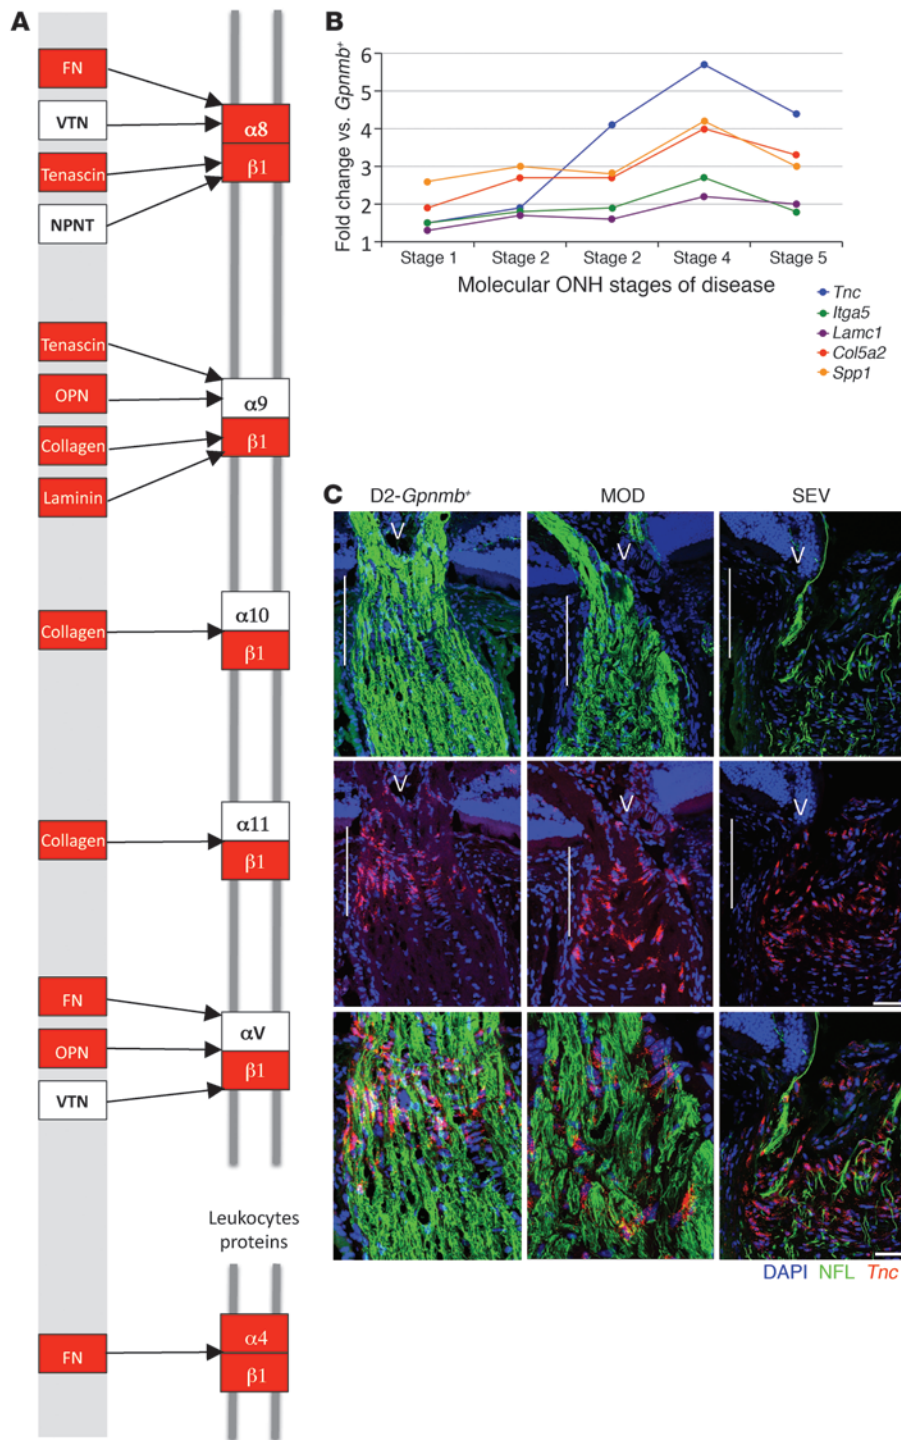 A
FN
VTN
Tenascin
NPNT
α8
β1
Tenascin
OPN
Collagen
Laminin
α9
β1
Collagen
α10
β1
Collagen
α11
β1
FN
OPN
VTN
αV
β1
Leukocytes
proteins
FN
α4
β1
B
Fold change vs. Gpnmb+
6
5
4
3
2
1
Stage 1 Stage 2 Stage 2 Stage 4 Stage 5
Molecular ONH stages of disease
Tnc
Itga5
Lamc1
Col5a2
Spp1
C
D2-Gpnmb+ MOD SEV
V V V
V V V
DAPI NFL Tnc